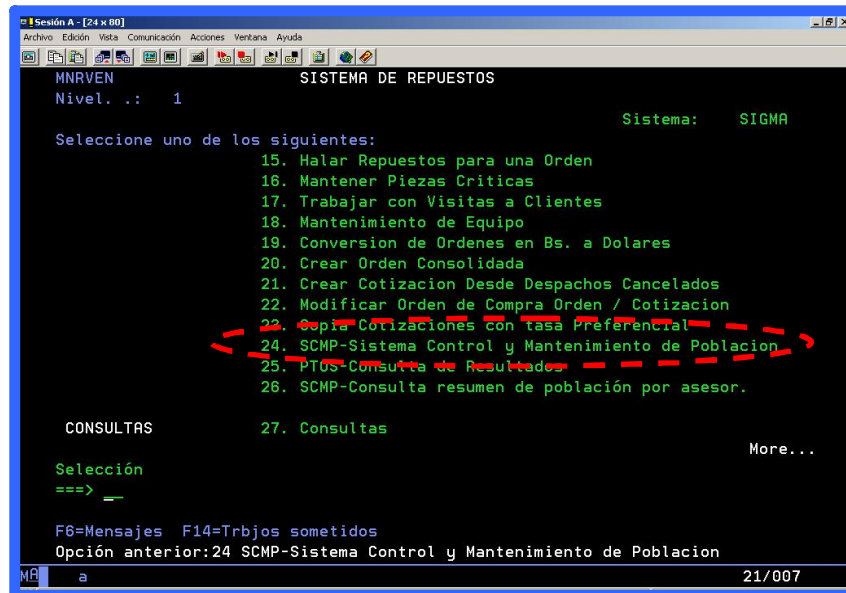 Sesión A - [24 x 80]
Archivo Edición Vista Comunicación Acciones Ventana Ayuda
MNRVEN SISTEMA DE REPUESTOS
Nivel. .: 1
Sistema: SIGMA
Seleccione uno de los siguientes:
15. Halar Repuestos para una Orden
16. Mantener Piezas Criticas
17. Trabajar con Visitas a Clientes
18. Mantenimiento de Equipo
19. Conversion de Ordenes en Bs. a Dolares
20. Crear Orden Consolidada
21. Crear Cotizacion Desde Despachos Cancelados
22. Modificar Orden de Compra Orden / Cotizacion
23. Copia Cotizaciones con tasa Preferencial
24. SCMP-Sistema Control y Mantenimiento de Poblacion
25. PTOS-Consulta de Resultados
26. SCMP-Consulta resumen de población por asesor.
CONSULTAS 27. Consultas
More...
Selección
===> __
F6=Mensajes F14=Trbjos sometidos
Opción anterior:24 SCMP-Sistema Control y Mantenimiento de Poblacion
MA a 21/007